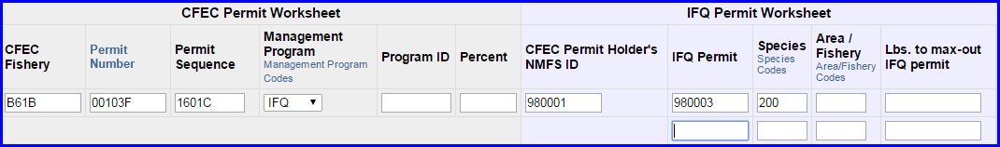 CFEC Permit Worksheet IFQ Permit Worksheet
CFEC Fishery Permit Number Permit Sequence Management Program Management Program Codes Program ID Percent CFEC Permit Holder's NMFS ID IFQ Permit Species Species Codes Area / Fishery Area/Fishery Codes Lbs. to max-out IFQ permit
B61B 00103F 1601C IFQ 980001 980003 200